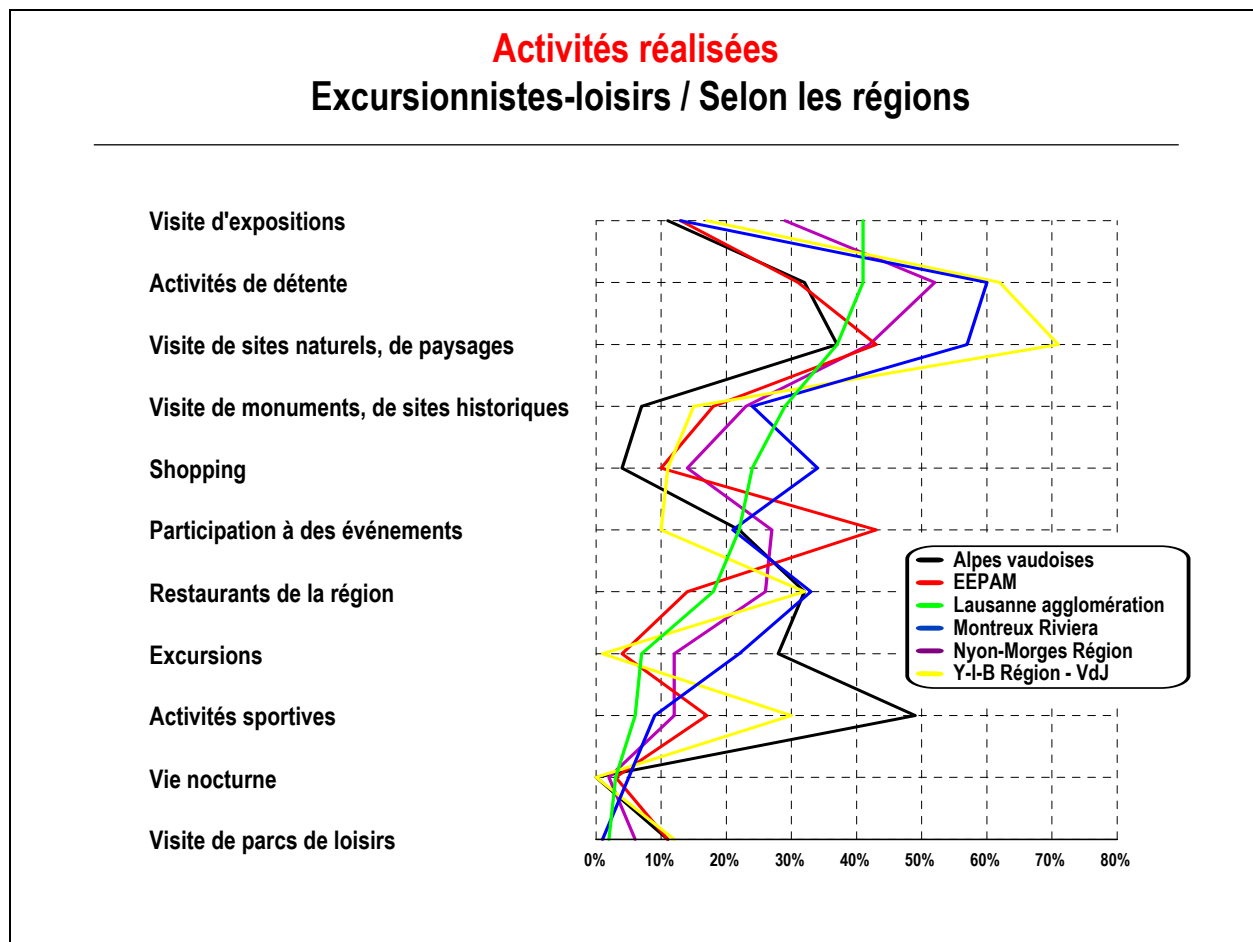 Activités réalisées
Excursionnistes-loisirs / Selon les régions
Visite d'expositions
Activités de détente
Visite de sites naturels, de paysages
Visite de monuments, de sites historiques
Shopping
Participation à des événements
Restaurants de la région
Excursions
Activités sportives
Vie nocturne
Visite de parcs de loisirs
Alpes vaudoises
EEPAM
Lausanne agglomération
Montreux Riviera
Nyon-Morges Région
Y-I-B Région - VdJ
0% 10% 20% 30% 40% 50% 60% 70% 80%